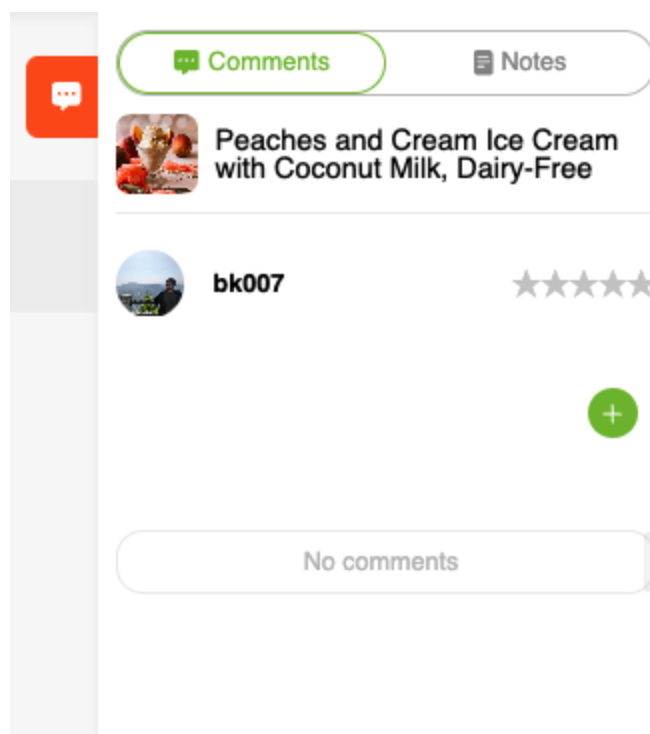 Comments
Notes
Peaches and Cream Ice Cream
with Coconut Milk, Dairy-Free
bk007
No comments